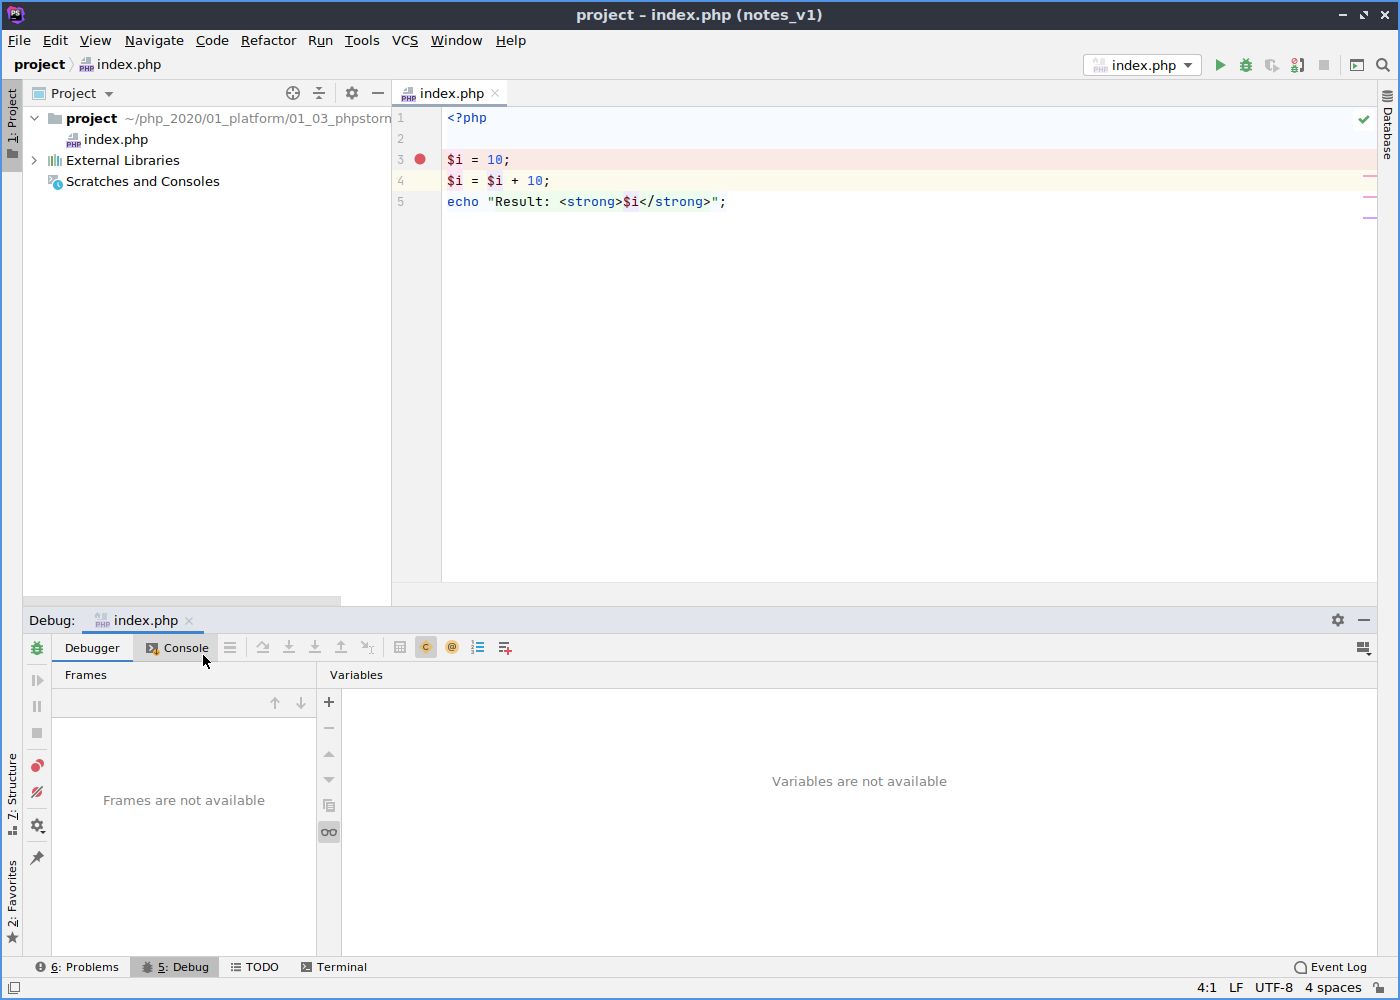 project – index.php (notes_v1)
File Edit View Navigate Code Refactor Run Tools VCS Window Help
project index.php
index.php
1: Project
Project
project ~/php_2020/01_platform/01_03_phpstorm
index.php
External Libraries
Scratches and Consoles
index.php
1 <?php
2
3 $i = 10;
4 $i = $i + 10;
5 echo "Result: <strong>$i</strong>";
Database
Debug: index.php
Debugger Console
Frames
Variables
Frames are not available
Variables are not available
7: Structure
2: Favorites
6: Problems 5: Debug TODO Terminal
Event Log
4:1 LF UTF-8 4 spaces